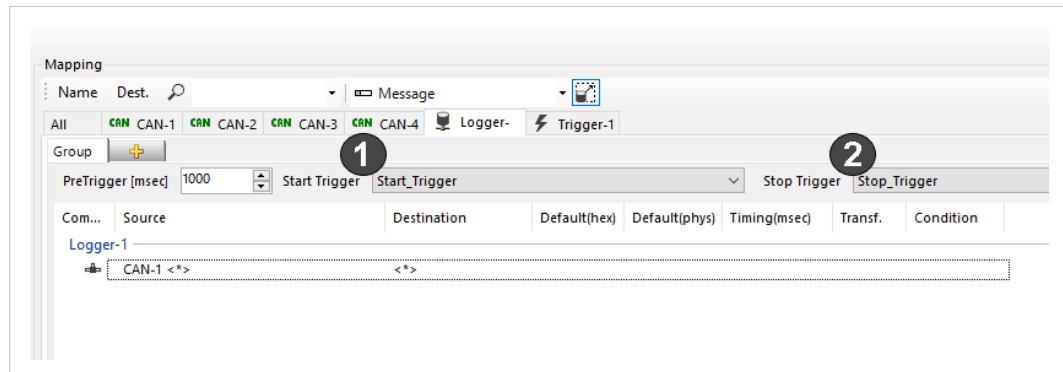 Mapping
Name Dest. Message
All CAN CAN-1 CAN CAN-2 CAN CAN-3 CAN CAN-4 Logger- Trigger-1
Group 1 2
PreTrigger [msec] 1000 Start Trigger Start_Trigger Stop Trigger Stop_Trigger
Com... Source Destination Default(hex) Default(phys) Timing(msec) Transf. Condition
Logger-1
CAN-1 <*> <*>